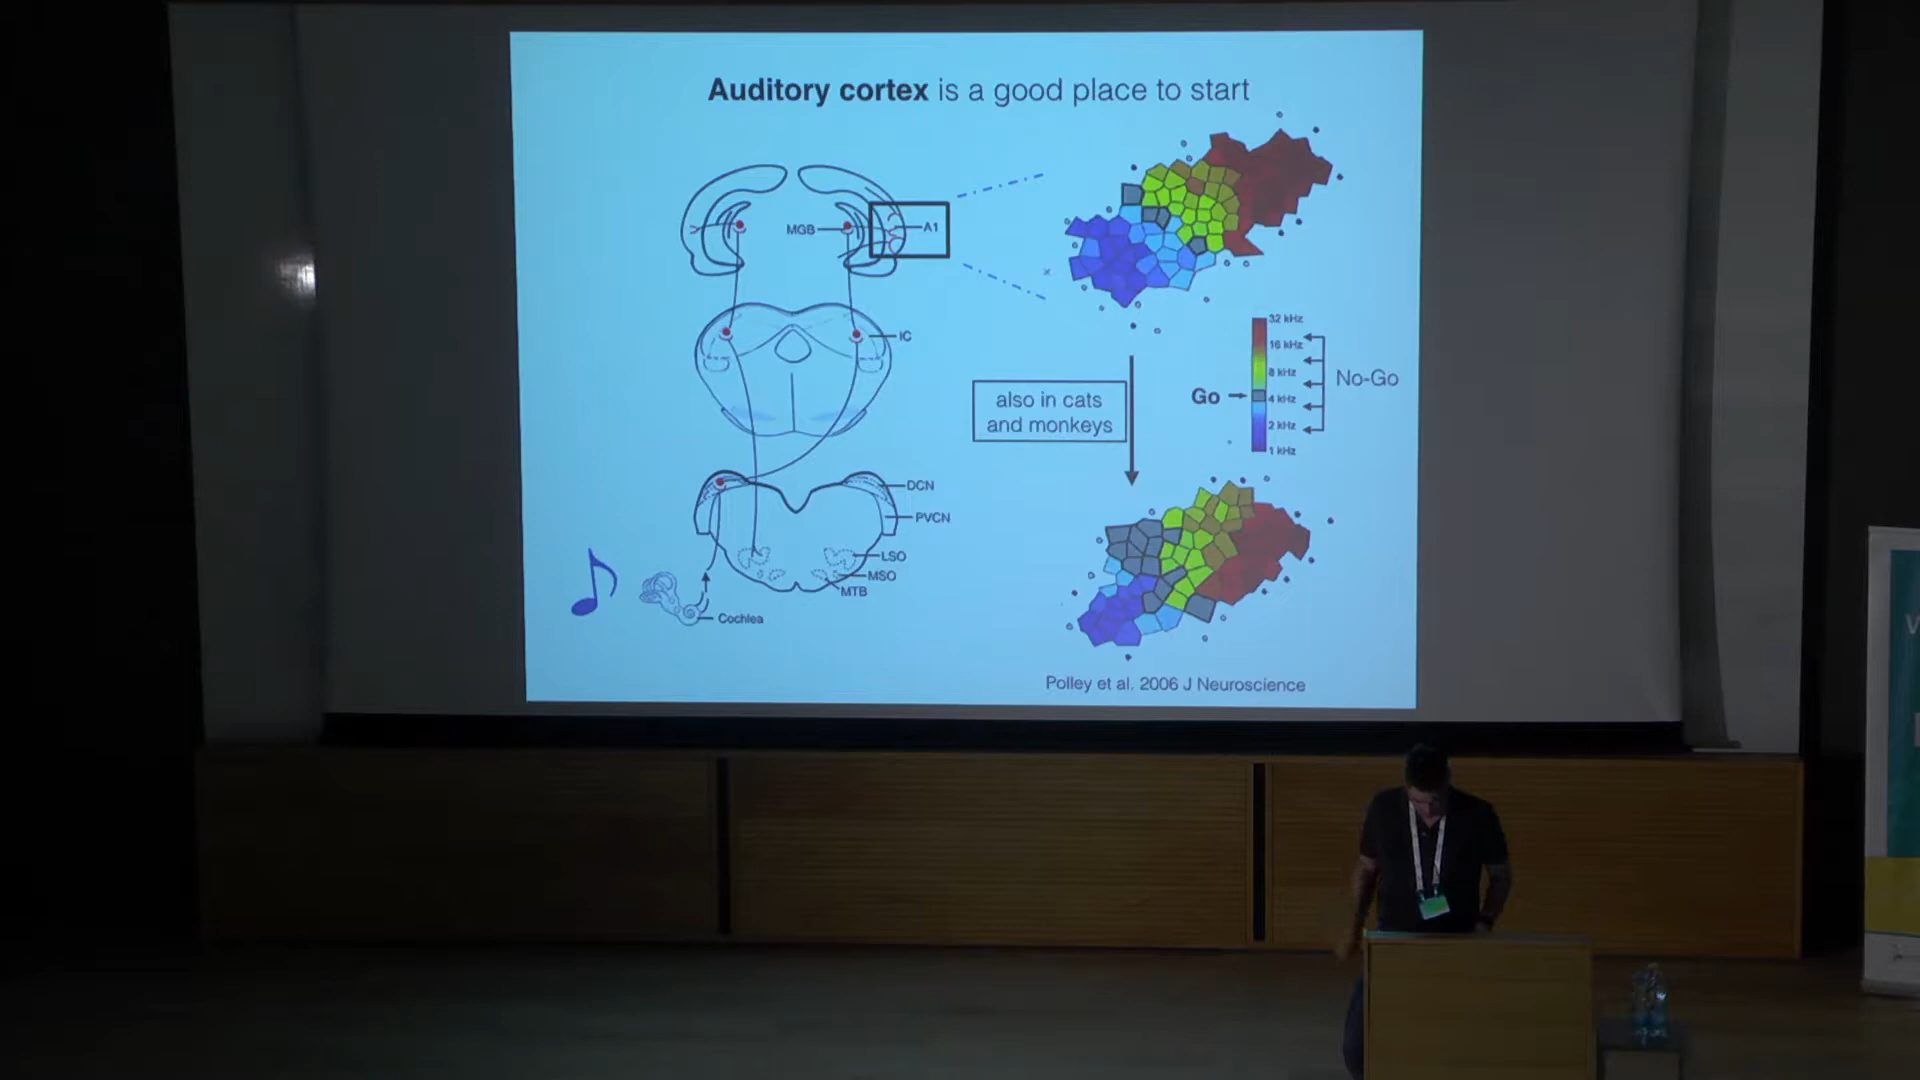 Auditory cortex is a good place to start
MGB
A1
IC
32 kHz
16 kHz
8 kHz
4 kHz
2 kHz
1 kHz
Go
No-Go
also in cats
and monkeys
DCN
PVCN
LSO
MSO
MTB
Cochlea
Polley et al. 2006 J Neuroscience